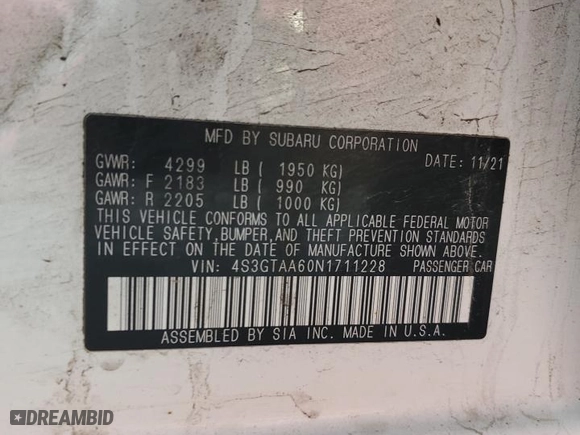 MFD BY SUBARU CORPORATION
GVWR: 4299 LB ( 1950 KG) DATE: 11/21
GAWR: F 2183 LB ( 990 KG)
GAWR: R 2205 LB ( 1000 KG)
THIS VEHICLE CONFORMS TO ALL APPLICABLE FEDERAL MOTOR
VEHICLE SAFETY,BUMPER,AND THEFT PREVENTION STANDARDS
IN EFFECT ON THE DATE OF MANUFACTURE SHOWN ABOVE.
VIN: 4S3GTAA60N1711228 PASSENGER CAR
ASSEMBLED BY SIA INC. MADE IN U.S.A.
DREAMBID